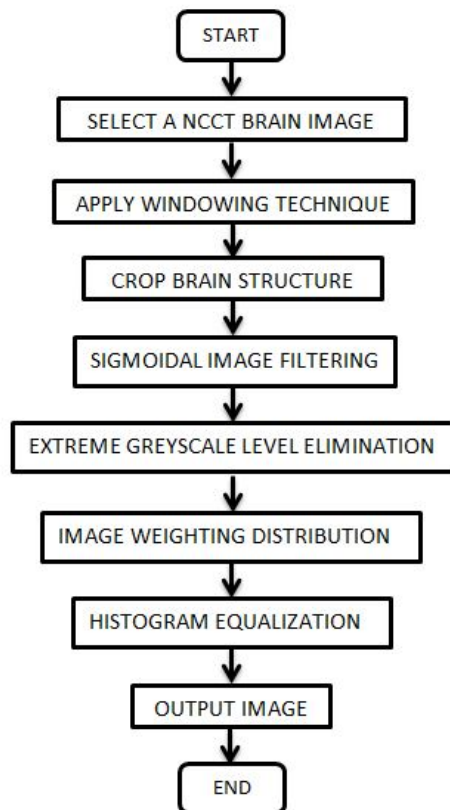 START
SELECT A NCCT BRAIN IMAGE
APPLY WINDOWING TECHNIQUE
CROP BRAIN STRUCTURE
SIGMOIDAL IMAGE FILTERING
EXTREME GREYSCALE LEVEL ELIMINATION
IMAGE WEIGHTING DISTRIBUTION
HISTOGRAM EQUALIZATION
OUTPUT IMAGE
END